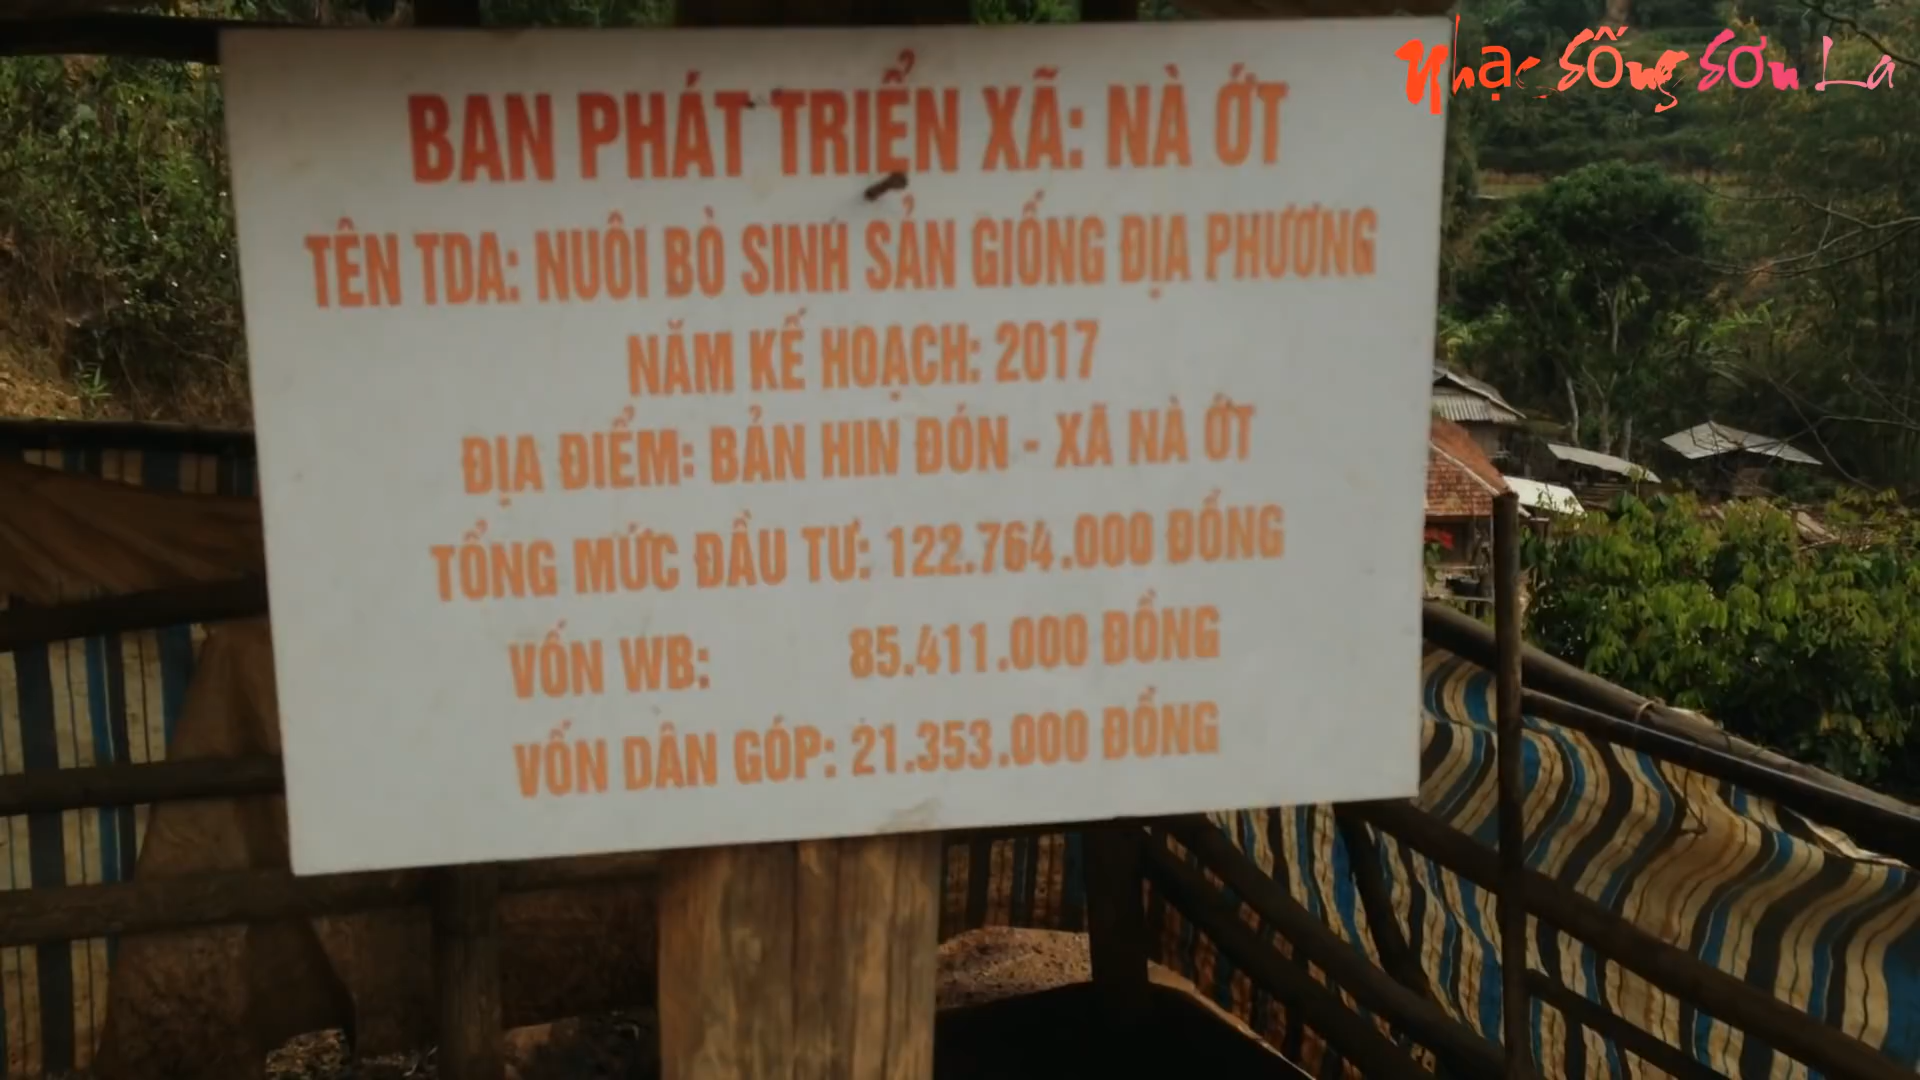 Nhạc Sống Sơn La
BAN PHÁT TRIỂN XÃ: NÀ ỚT
TÊN TDA: NUÔI BÒ SINH SẢN GIỐNG ĐỊA PHƯƠNG
NĂM KẾ HOẠCH: 2017
ĐỊA ĐIỂM: BẢN HIN ĐÓN - XÃ NÀ ỚT
TỔNG MỨC ĐẦU TƯ: 122.764.000 ĐỒNG
VỐN WB: 85.411.000 ĐỒNG
VỐN DÂN GÓP: 21.353.000 ĐỒNG